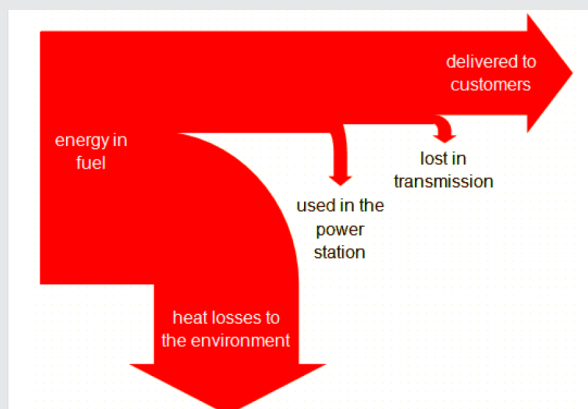 delivered to
customers
energy in
fuel
lost in
transmission
used in the
power
station
heat losses to
the environment